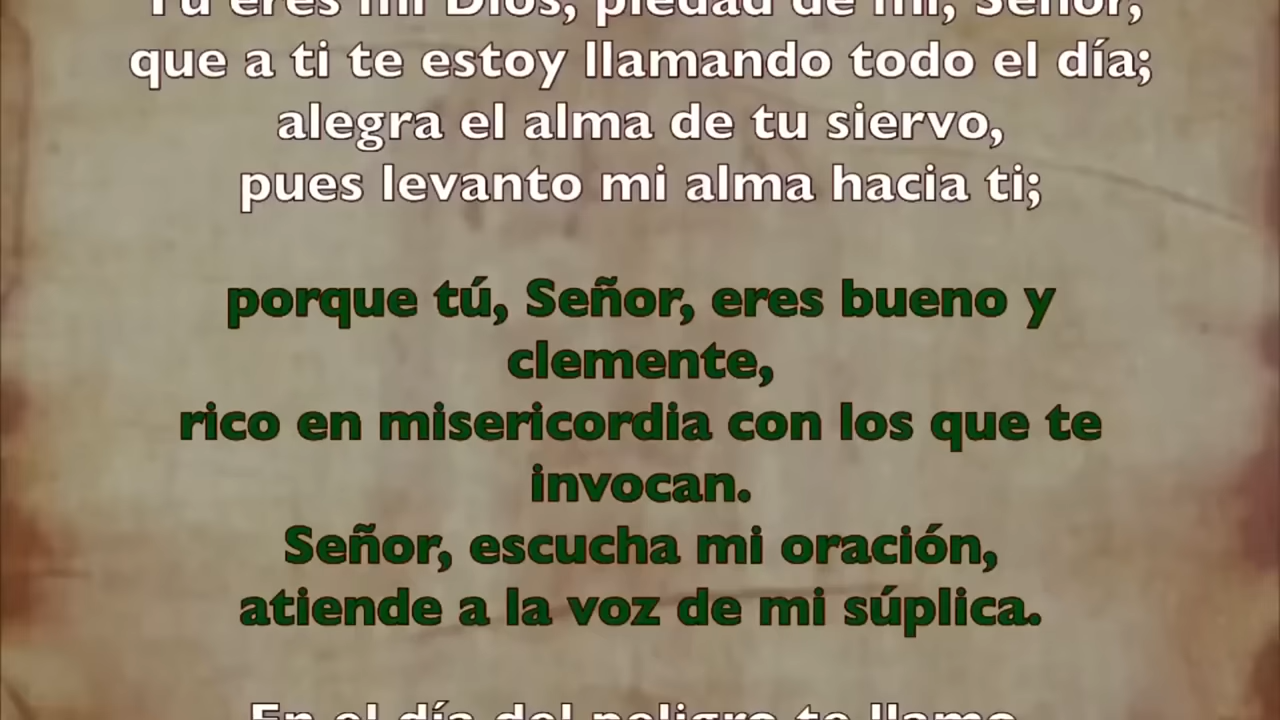 Tú eres mi Dios, piedad de mí, Señor,
que a ti te estoy llamando todo el día;
alegra el alma de tu siervo,
pues levanto mi alma hacia ti;
porque tú, Señor, eres bueno y
clemente,
rico en misericordia con los que te
invocan.
Señor, escucha mi oración,
atiende a la voz de mi súplica.
En el día del peligro te llamo,